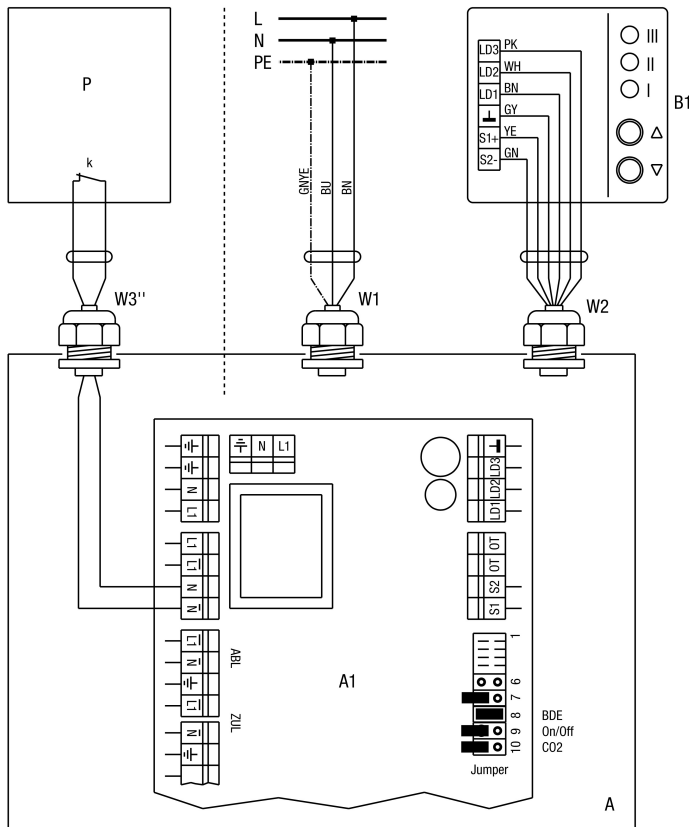 L
N
PE
P
k
GNYE
BU
BN
LD3 PK
LD2 WH
LD1 BN
GY
S1+ YE
S2- GN
III
II
I
B1
W3''
W1
W2
N L1
N
L1
L1
L1
N
N
L1
N
L1
N
ABL
ZUL
A1
LD3
LD2
LD1
OT
OT
S2
S1
1
6
7
8 BDE
9 On/Off
10 CO2
Jumper
A